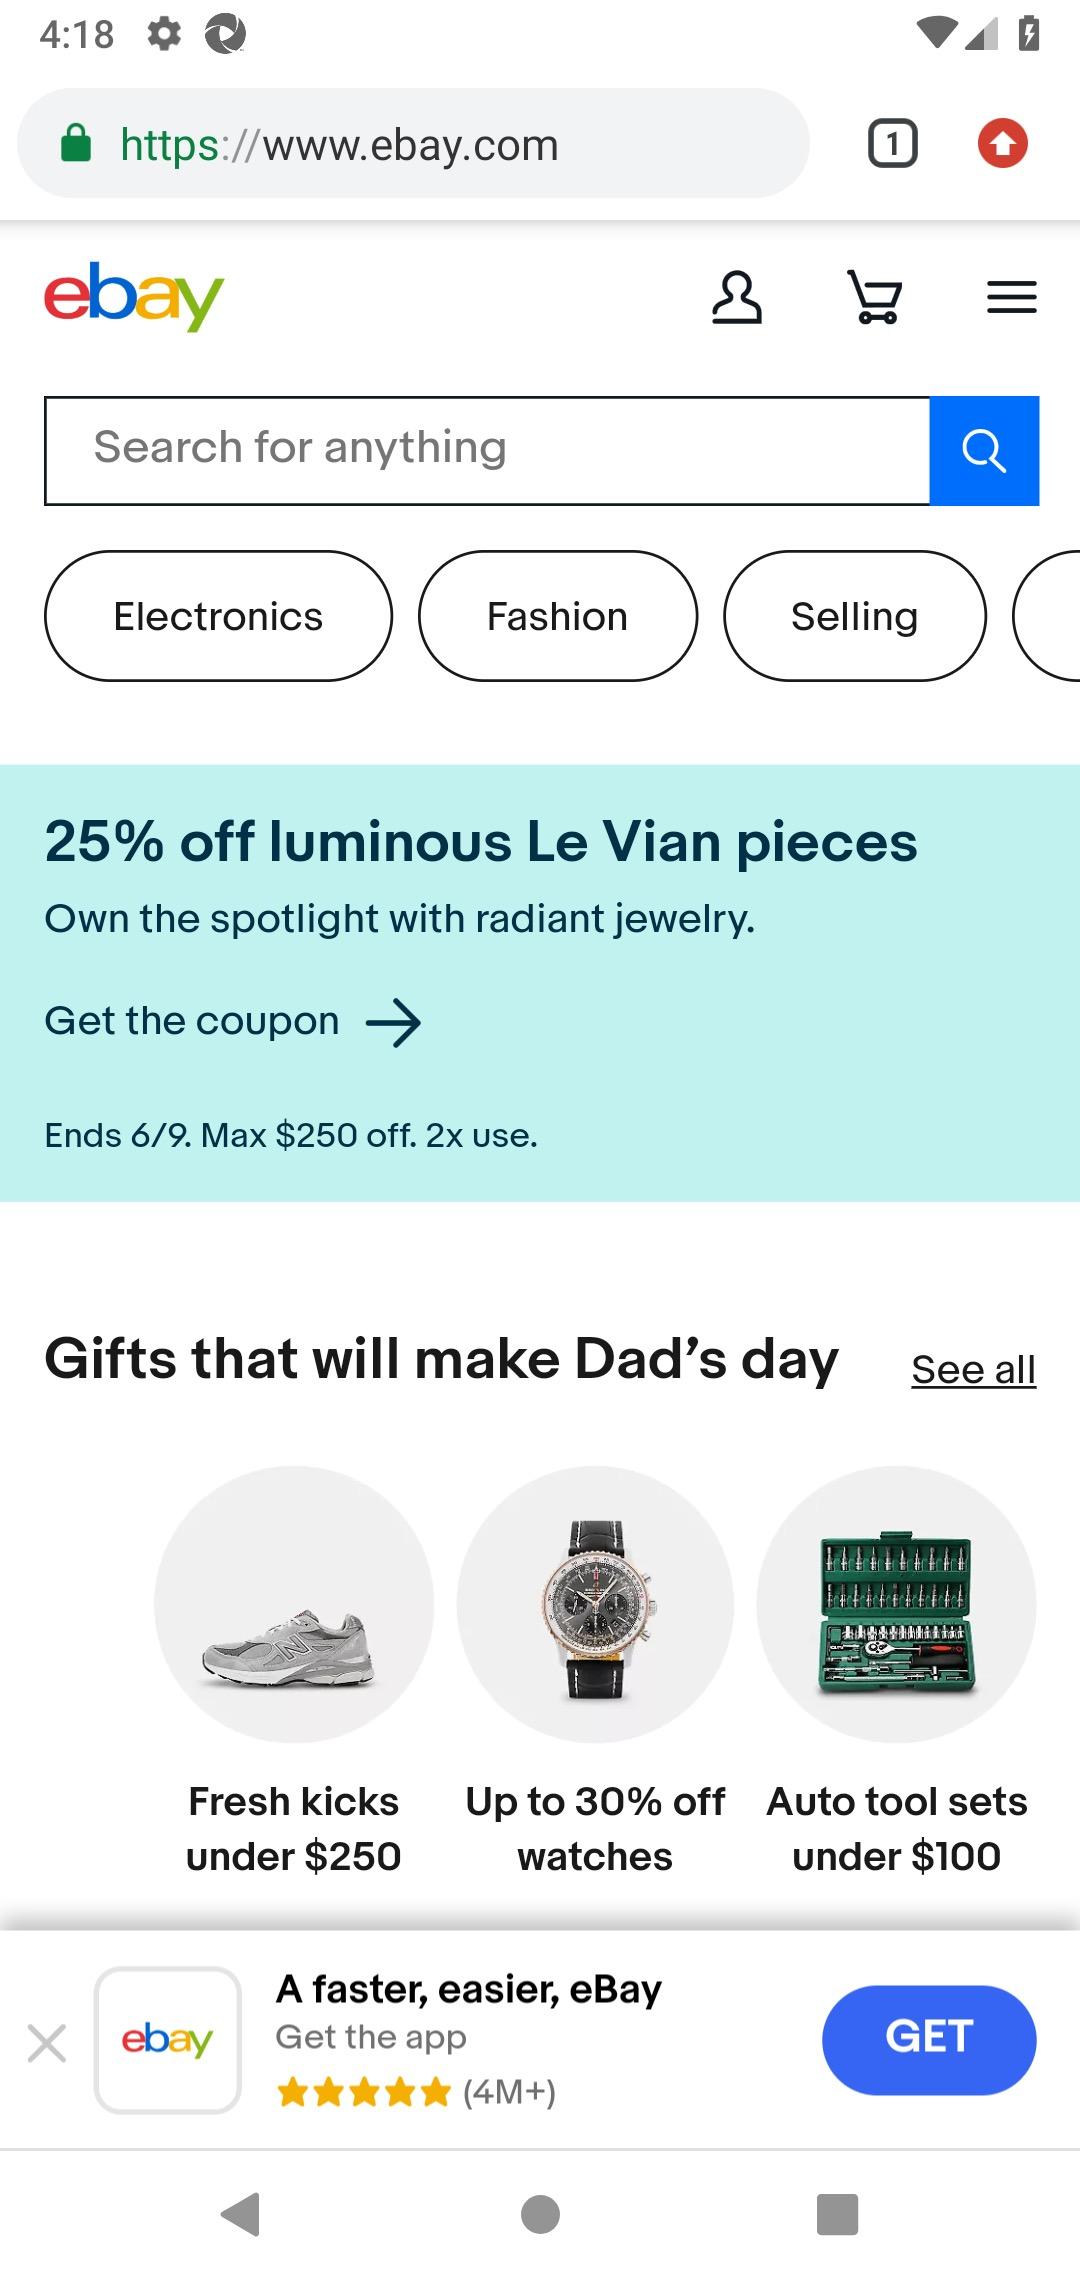 4:18
https://www.ebay.com
1
ebay
Search for anything
Electronics
Fashion
Selling
25% off luminous Le Vian pieces
Own the spotlight with radiant jewelry.
Get the coupon
Ends 6/9. Max $250 off. 2x use.
Gifts that will make Dad’s day
See all
Fresh kicks
under $250
Up to 30% off
watches
Auto tool sets
under $100
ebay
A faster, easier, eBay
Get the app
(4M+)
GET